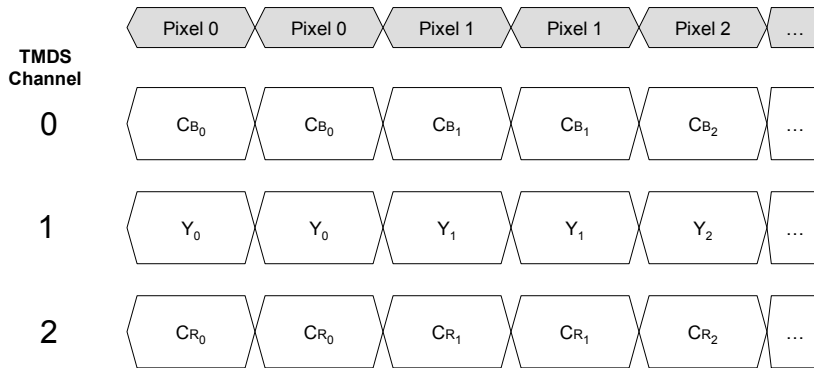 Pixel 0 Pixel 0 Pixel 1 Pixel 1 Pixel 2 ...
TMDS
Channel
0 CB0 CB0 CB1 CB1 CB2 ...
1 Y0 Y0 Y1 Y1 Y2 ...
2 CR0 CR0 CR1 CR1 CR2 ...